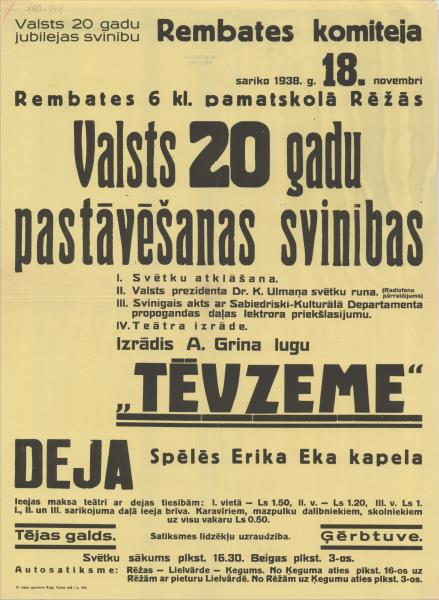 Valsts 20 gadu
jubilejas svinību
Rembates komiteja
sarīko 1938. g. 18. novembrī
Rembates 6 kl. pamatskolā Rēžās
Valsts 20 gadu
pastāvēšanas svinības
I. Svētku atklāšana.
II. Valsts prezidenta Dr. K. Ulmaņa svētku runa. (Radiofona pārraidījums)
III. Svinīgais akts ar Sabiedriski-Kulturālā Departamenta
propogandas daļas lektrora priekšlasījumu.
IV. Teātra izrāde.
Izrādīs A. Grīna lugu
„TĒVZEME“
DEJA
Spēlēs Erika Eka kapela
Ieejas maksa teātrī ar dejas tiesībām: I. vietā — Ls 1.50, II. v. — Ls 1.20, III. v. Ls 1.
I., II. un III. sarīkojuma daļā ieeja brīva. Karavīriem, mazpulku dalībniekiem, skolniekiem
uz visu vakaru Ls 0.50.
Tējas galds.
Satiksmes līdzekļu uzraudzība.
Ģērbtuve.
Svētku sākums plkst. 16.30. Beigas plkst. 3-os.
Autosatiksme: Rēžas — Lielvārde — Ķegums. No Ķeguma aties plkst. 16-os uz
Rēžām ar pieturu Lielvārdē. No Rēžām uz Ķegumu aties plkst. 3-os.